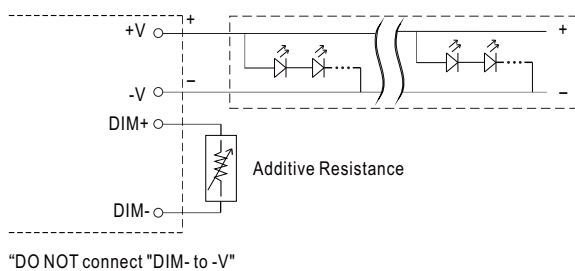 +
+V
+
−
-V
−
DIM+
Additive Resistance
DIM-
“DO NOT connect "DIM- to -V"